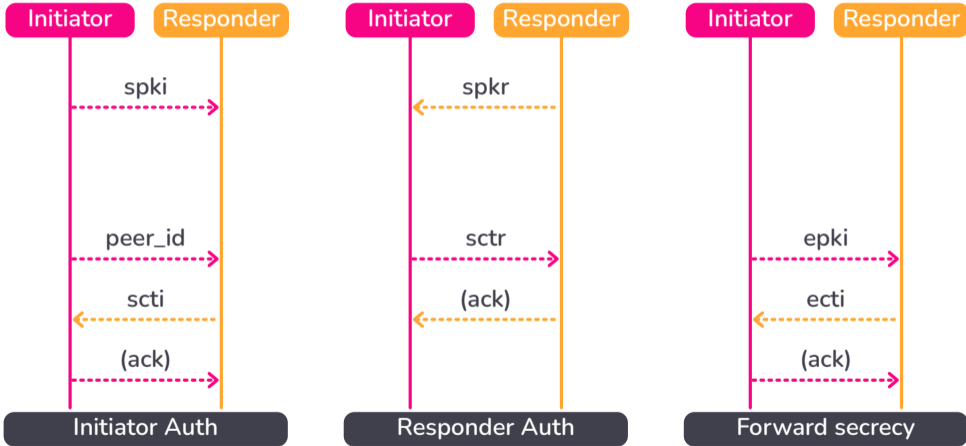 Initiator Responder
spki
peer_id
scti
(ack)
Initiator Auth
Initiator Responder
spkr
sctr
(ack)
Responder Auth
Initiator Responder
epki
ecti
(ack)
Forward secrecy